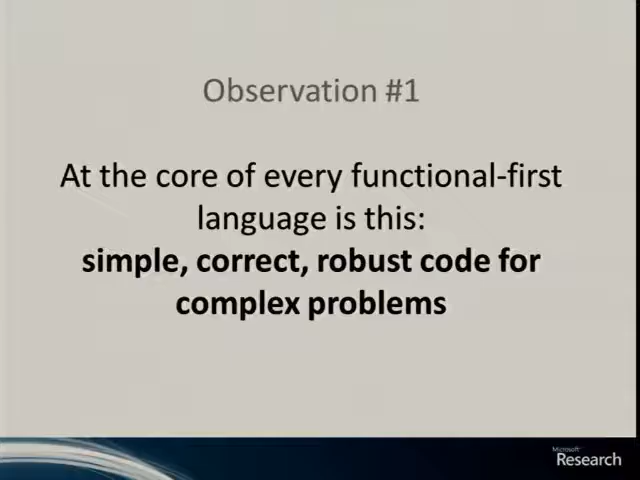 Observation #1
At the core of every functional-first
language is this:
simple, correct, robust code for
complex problems
Microsoft
Research